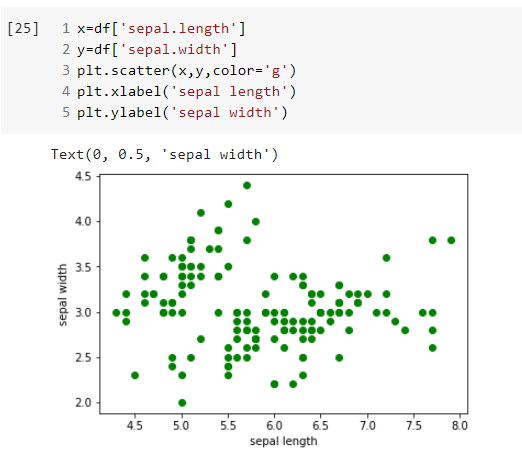 [25]
1 x=df['sepal.length']
2 y=df['sepal.width']
3 plt.scatter(x,y,color='g')
4 plt.xlabel('sepal length')
5 plt.ylabel('sepal width')
Text(0, 0.5, 'sepal width')
4.5
4.0
3.5
3.0
2.5
2.0
sepal width
4.5 5.0 5.5 6.0 6.5 7.0 7.5 8.0
sepal length